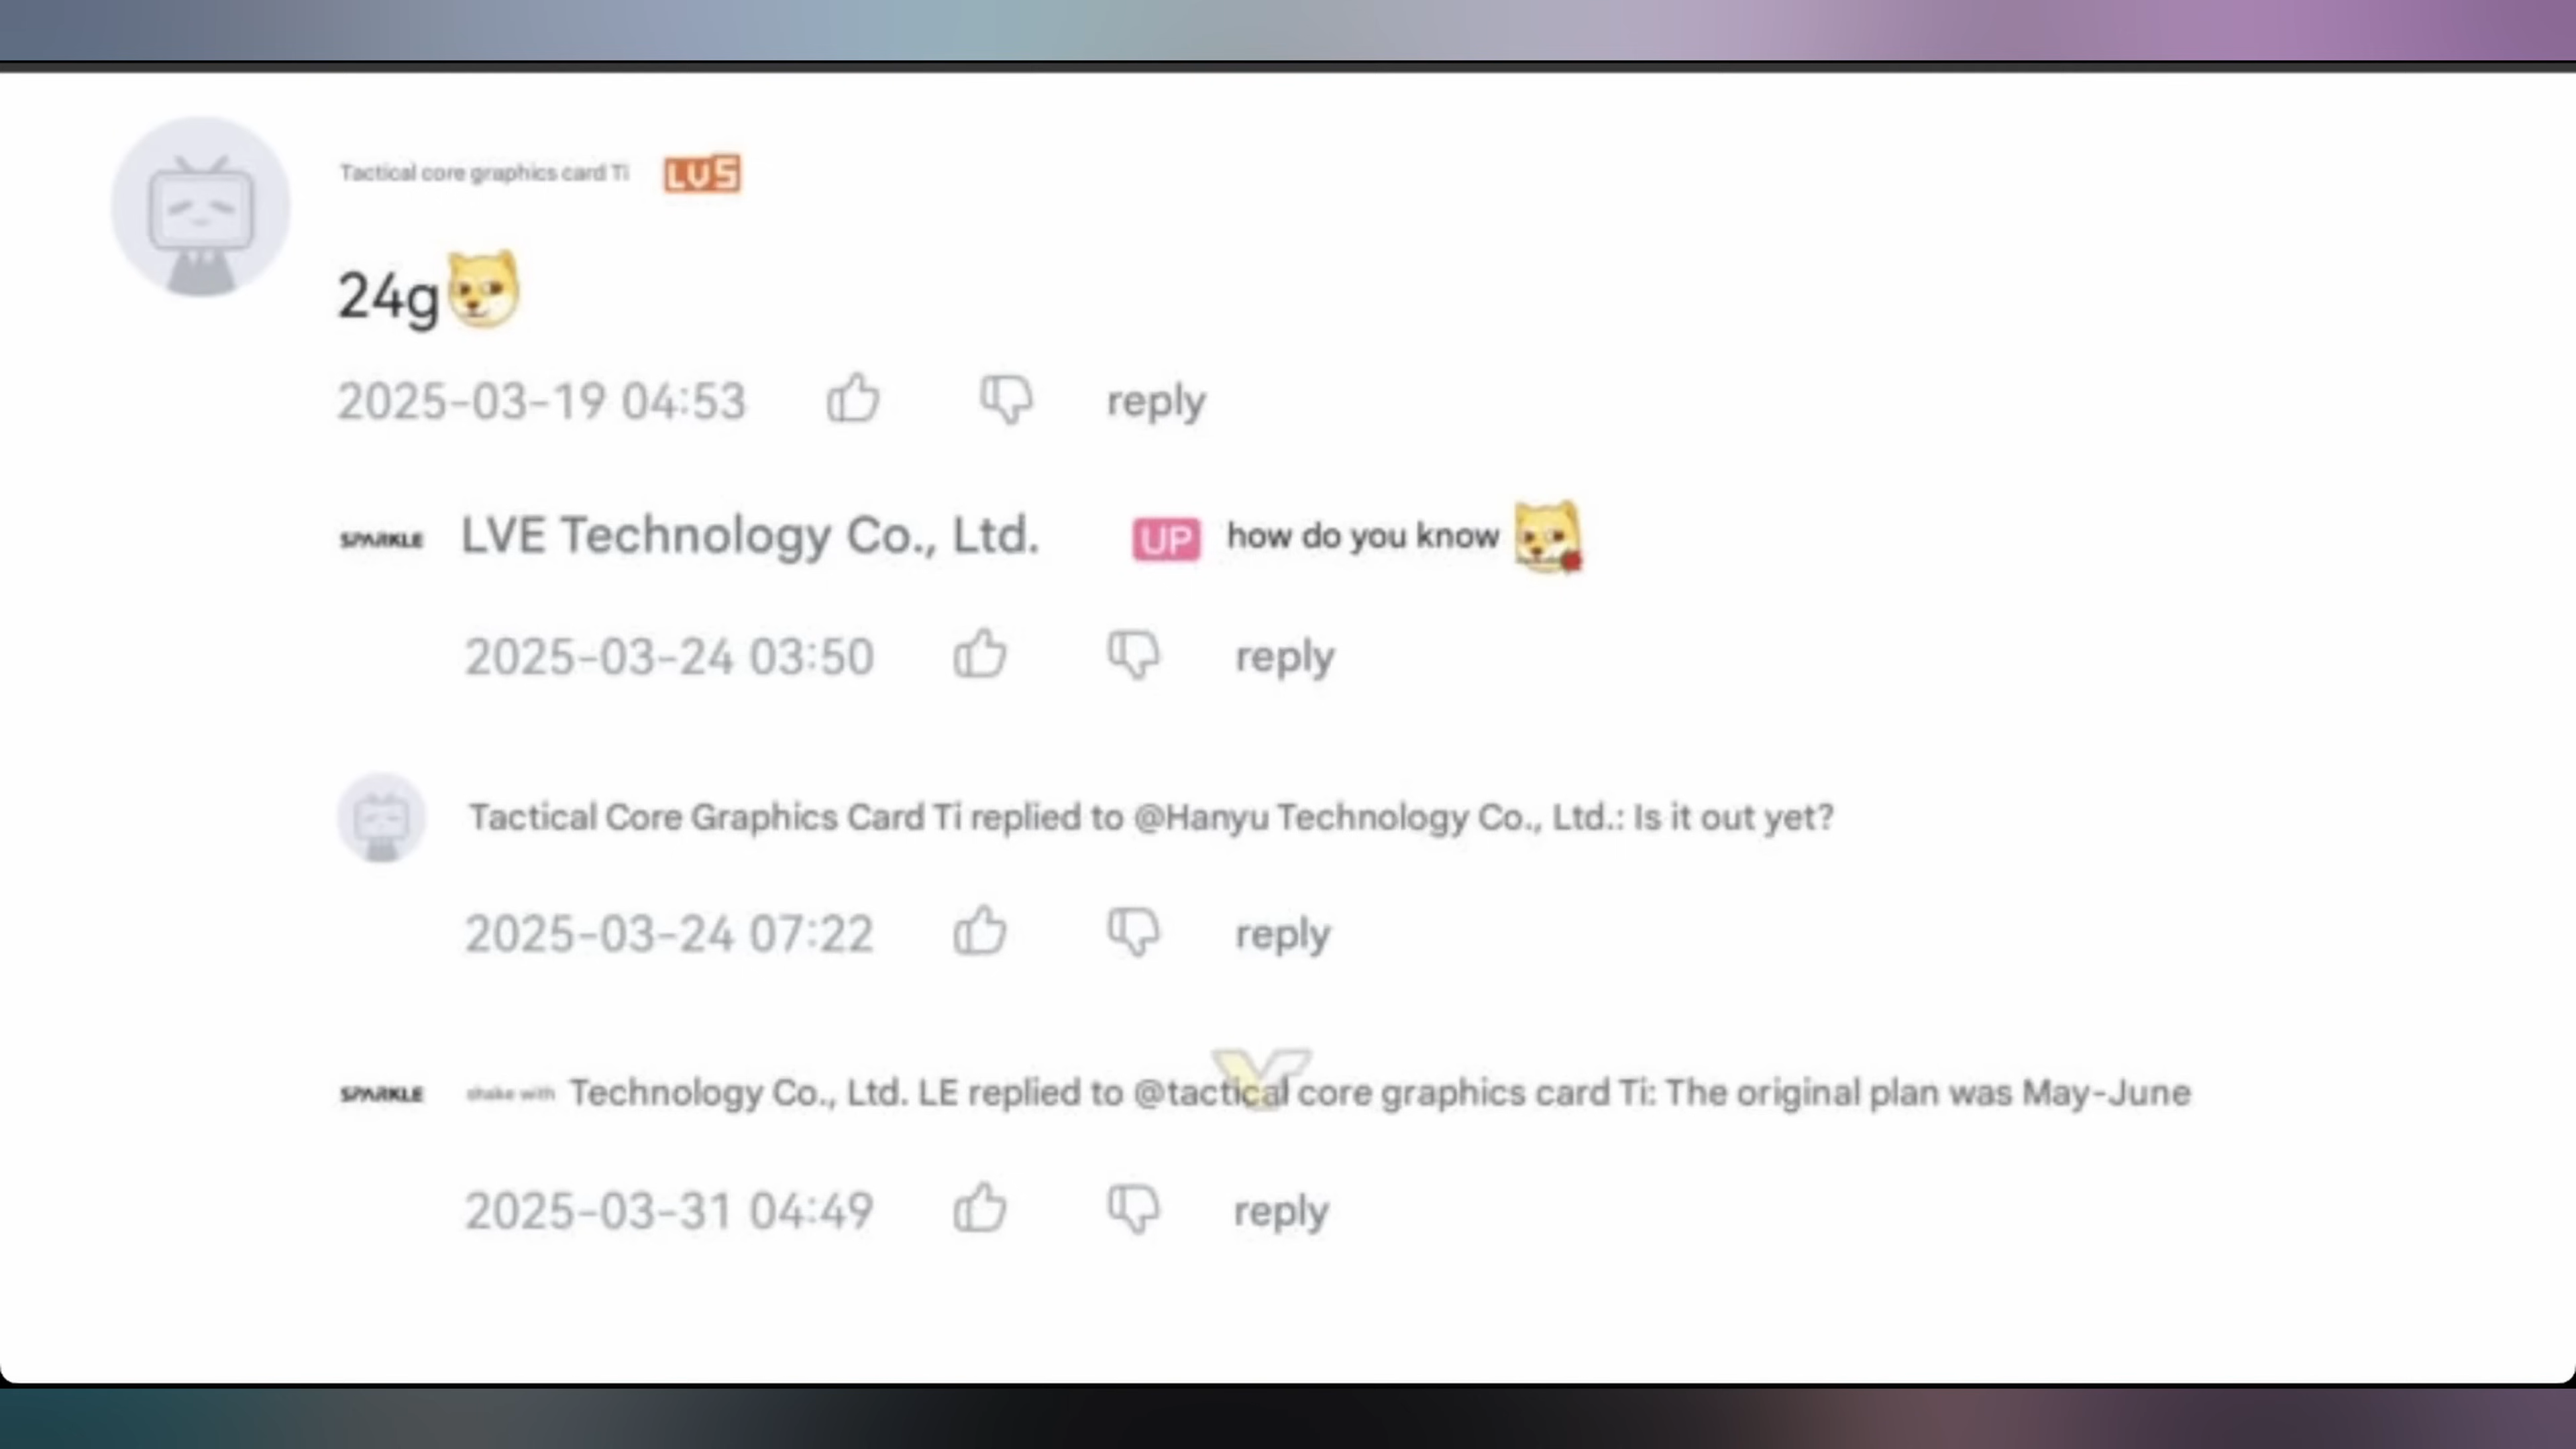 Tactical core graphics card Ti LV5
24g
2025-03-19 04:53 reply
SPARKLE LVE Technology Co., Ltd. UP how do you know
2025-03-24 03:50 reply
Tactical Core Graphics Card Ti replied to @Hanyu Technology Co., Ltd.: Is it out yet?
2025-03-24 07:22 reply
SPARKLE shake with Technology Co., Ltd. LE replied to @tactical core graphics card Ti: The original plan was May-June
2025-03-31 04:49 reply